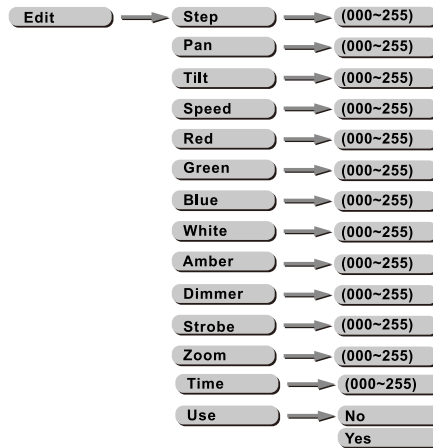 Edit Step (000~255)
Pan (000~255)
Tilt (000~255)
Speed (000~255)
Red (000~255)
Green (000~255)
Blue (000~255)
White (000~255)
Amber (000~255)
Dimmer (000~255)
Strobe (000~255)
Zoom (000~255)
Time (000~255)
Use No
Yes